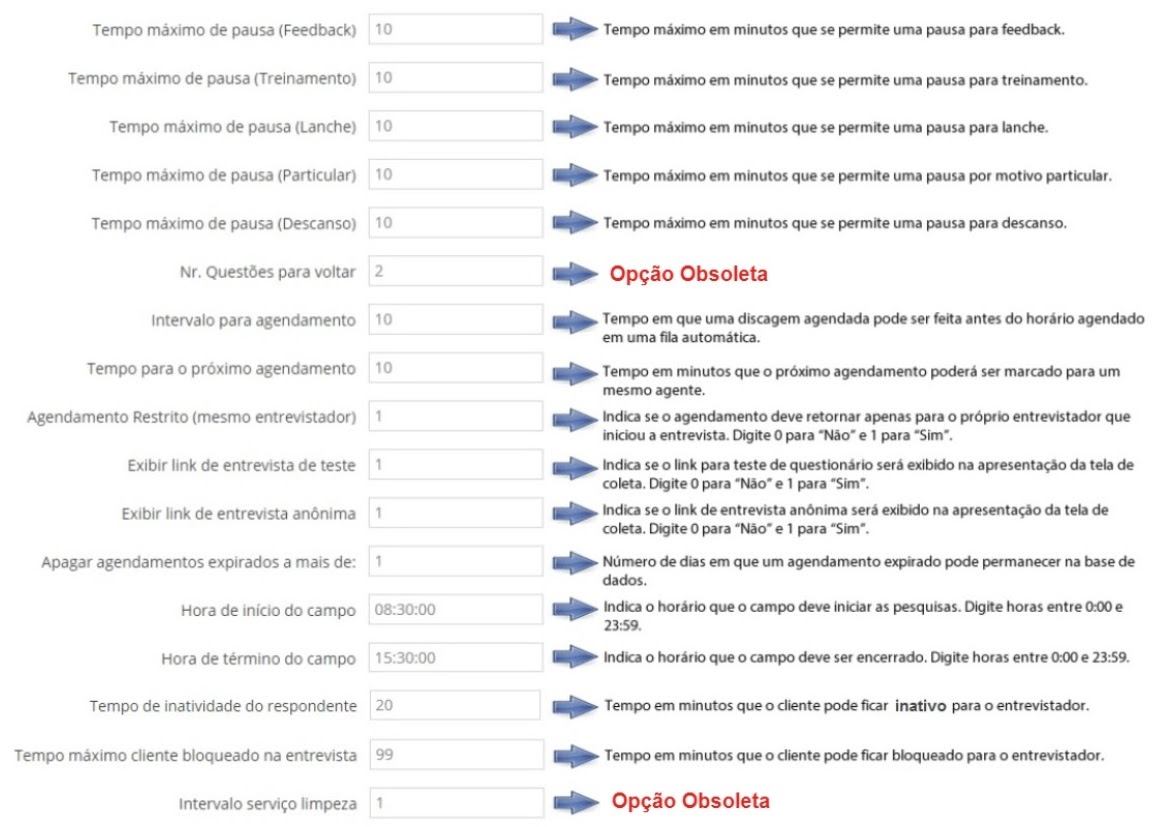 Tempo máximo de pausa (Feedback) 10 Tempo máximo em minutos que se permite uma pausa para feedback.
Tempo máximo de pausa (Treinamento) 10 Tempo máximo em minutos que se permite uma pausa para treinamento.
Tempo máximo de pausa (Lanche) 10 Tempo máximo em minutos que se permite uma pausa para lanche.
Tempo máximo de pausa (Particular) 10 Tempo máximo em minutos que se permite uma pausa por motivo particular.
Tempo máximo de pausa (Descanso) 10 Tempo máximo em minutos que se permite uma pausa para descanso.
Nr. Questões para voltar 2 Opção Obsoleta
Intervalo para agendamento 10 Tempo em que uma discagem agendada pode ser feita antes do horário agendado
em uma fila automática.
Tempo para o próximo agendamento 10 Tempo em minutos que o próximo agendamento poderá ser marcado para um
mesmo agente.
Agendamento Restrito (mesmo entrevistador) 1 Indica se o agendamento deve retornar apenas para o próprio entrevistador que
iniciou a entrevista. Digite 0 para “Não” e 1 para “Sim”.
Exibir link de entrevista de teste 1 Indica se o link para teste de questionário será exibido na apresentação da tela de
coleta. Digite 0 para “Não” e 1 para “Sim”.
Exibir link de entrevista anônima 1 Indica se o link de entrevista anônima será exibido na apresentação da tela de
coleta. Digite 0 para “Não” e 1 para “Sim”.
Apagar agendamentos expirados a mais de: 1 Número de dias em que um agendamento expirado pode permanecer na base de
dados.
Hora de início do campo 08:30:00 Indica o horário que o campo deve iniciar as pesquisas. Digite horas entre 0:00 e
23:59.
Hora de término do campo 15:30:00 Indica o horário que o campo deve ser encerrado. Digite horas entre 0:00 e 23:59.
Tempo de inatividade do respondente 20 Tempo em minutos que o cliente pode ficar inativo para o entrevistador.
Tempo máximo cliente bloqueado na entrevista 99 Tempo em minutos que o cliente pode ficar bloqueado para o entrevistador.
Intervalo serviço limpeza 1 Opção Obsoleta